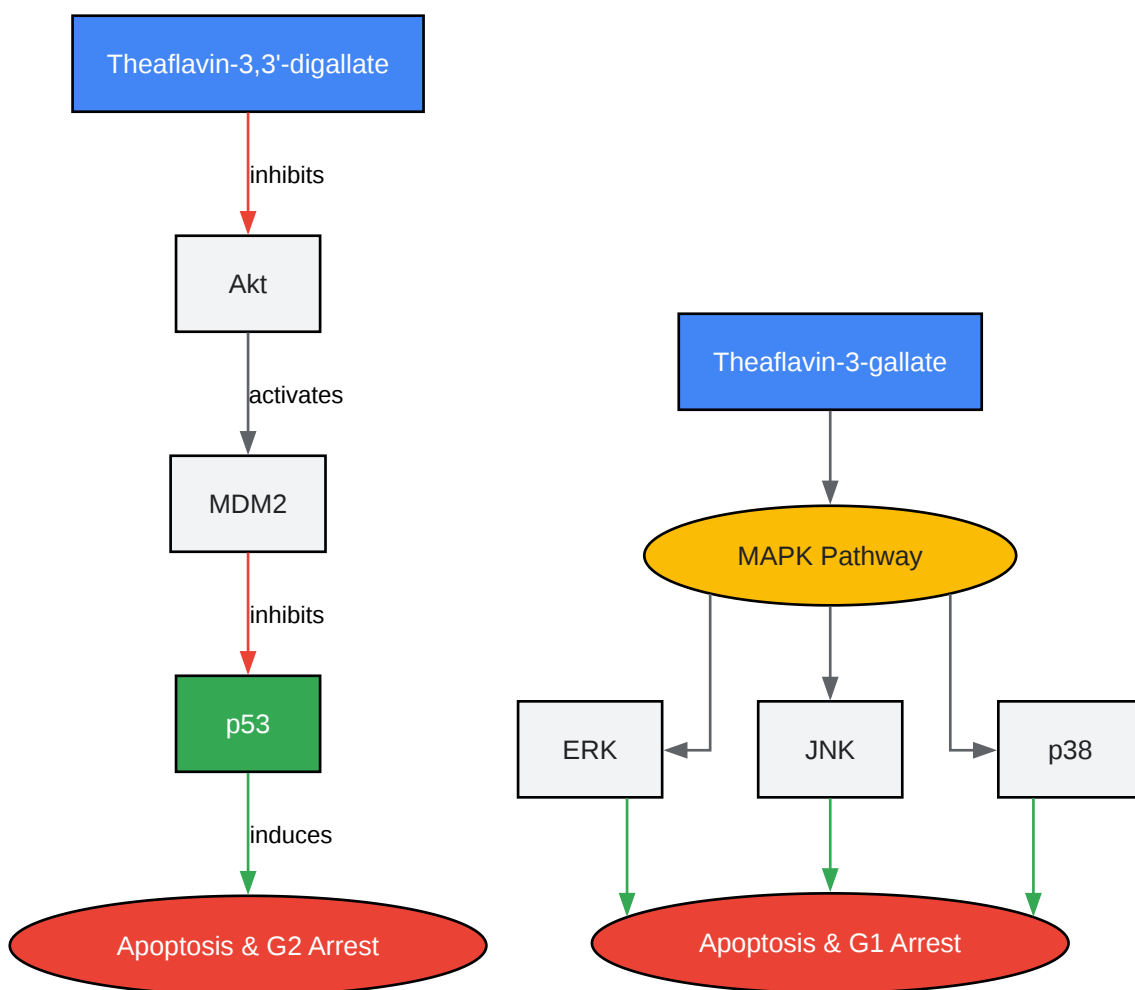 Theaflavin-3,3'-digallate
inhibits
Akt
activates
MDM2
inhibits
p53
induces
Apoptosis & G2 Arrest
Theaflavin-3-gallate
MAPK Pathway
ERK
JNK
p38
Apoptosis & G1 Arrest